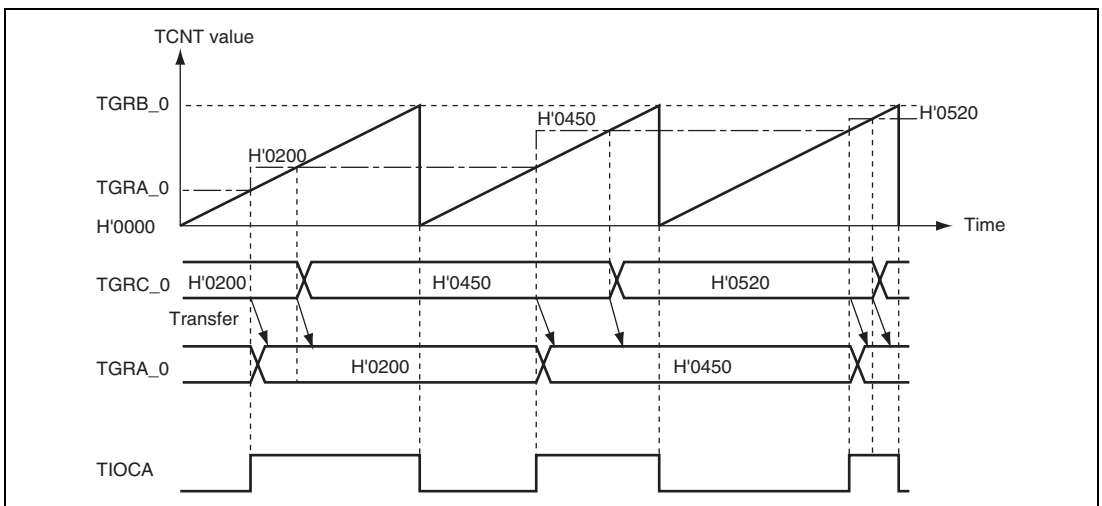 TCNT value
TGRB_0
H'0450
H'0520
H'0200
TGRA_0
H'0000
Time
TGRC_0
H'0200
H'0450
H'0520
Transfer
TGRA_0
H'0200
H'0450
TIOCA